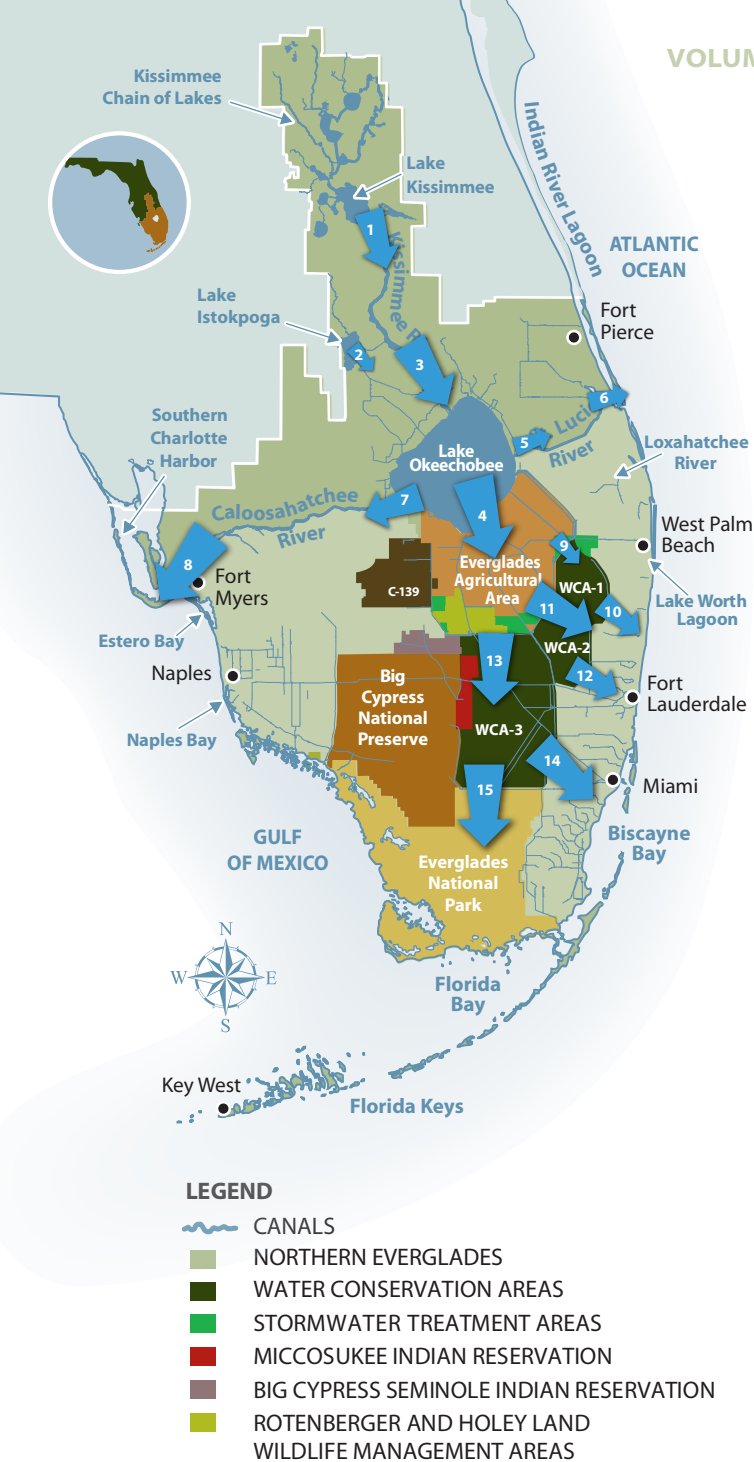 VOLUM
Kissimmee
Chain of Lakes
Lake
Kissimmee
Indian River Lagoon
ATLANTIC
OCEAN
1
Kissimmee R
Lake
Istokpoga
Fort
Pierce
2
3
6
Southern
Charlotte
Harbor
Lucie
River
5
Loxahatchee
River
Lake
Okeechobee
Caloosahatchee
River
7
4
West Palm
Beach
8
9
Everglades
Agricultural
Area
C-139
WCA-1
Fort
Myers
Lake Worth
Lagoon
11
10
Estero Bay
WCA-2
13
12
Naples
Big
Cypress
National
Preserve
Fort
Lauderdale
Naples Bay
WCA-3
14
15
Miami
GULF
OF MEXICO
Biscayne
Bay
Everglades
National
Park
N
W
E
S
Florida
Bay
Key West
Florida Keys
LEGEND
CANALS
NORTHERN EVERGLADES
WATER CONSERVATION AREAS
STORMWATER TREATMENT AREAS
MICCOSUKEE INDIAN RESERVATION
BIG CYPRESS SEMINOLE INDIAN RESERVATION
ROTENBERGER AND HOLEY LAND
WILDLIFE MANAGEMENT AREAS